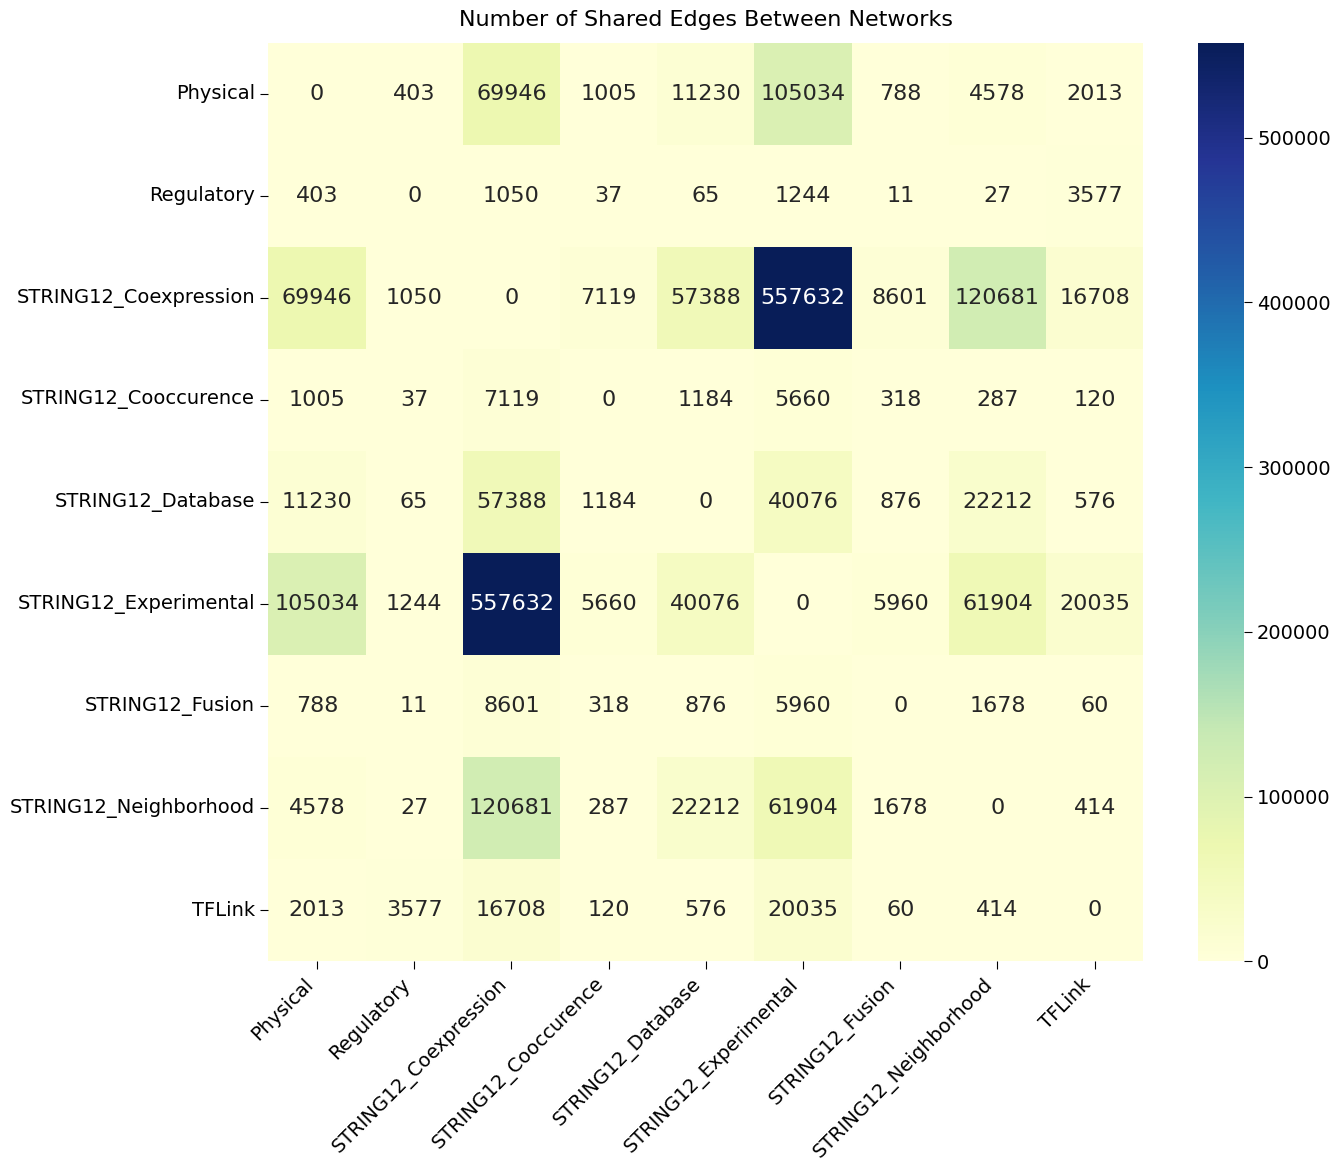 Number of Shared Edges Between Networks
Physical 0 403 69946 1005 11230 105034 788 4578 2013
Regulatory 403 0 1050 37 65 1244 11 27 3577
STRING12_Coexpression 69946 1050 0 7119 57388 557632 8601 120681 16708
STRING12_Cooccurence 1005 37 7119 0 1184 5660 318 287 120
STRING12_Database 11230 65 57388 1184 0 40076 876 22212 576
STRING12_Experimental 105034 1244 557632 5660 40076 0 5960 61904 20035
STRING12_Fusion 788 11 8601 318 876 5960 0 1678 60
STRING12_Neighborhood 4578 27 120681 287 22212 61904 1678 0 414
TFLink 2013 3577 16708 120 576 20035 60 414 0
Physical
Regulatory
STRING12_Coexpression
STRING12_Cooccurence
STRING12_Database
STRING12_Experimental
STRING12_Fusion
STRING12_Neighborhood
TFLink
500000
400000
300000
200000
100000
0